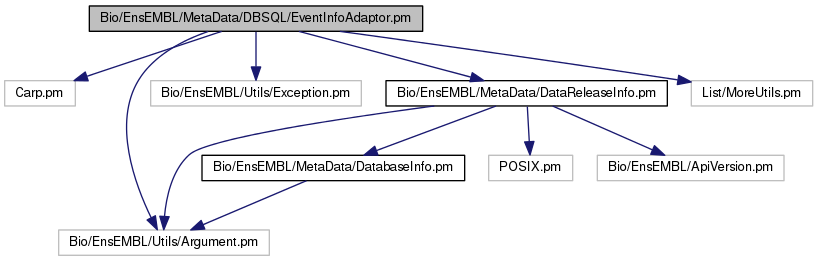 Bio/EnsEMBL/MetaData/DBSQL/EventInfoAdaptor.pm
Carp.pm
Bio/EnsEMBL/Utils/Exception.pm
Bio/EnsEMBL/MetaData/DataReleaseInfo.pm
List/MoreUtils.pm
Bio/EnsEMBL/MetaData/DatabaseInfo.pm
POSIX.pm
Bio/EnsEMBL/ApiVersion.pm
Bio/EnsEMBL/Utils/Argument.pm